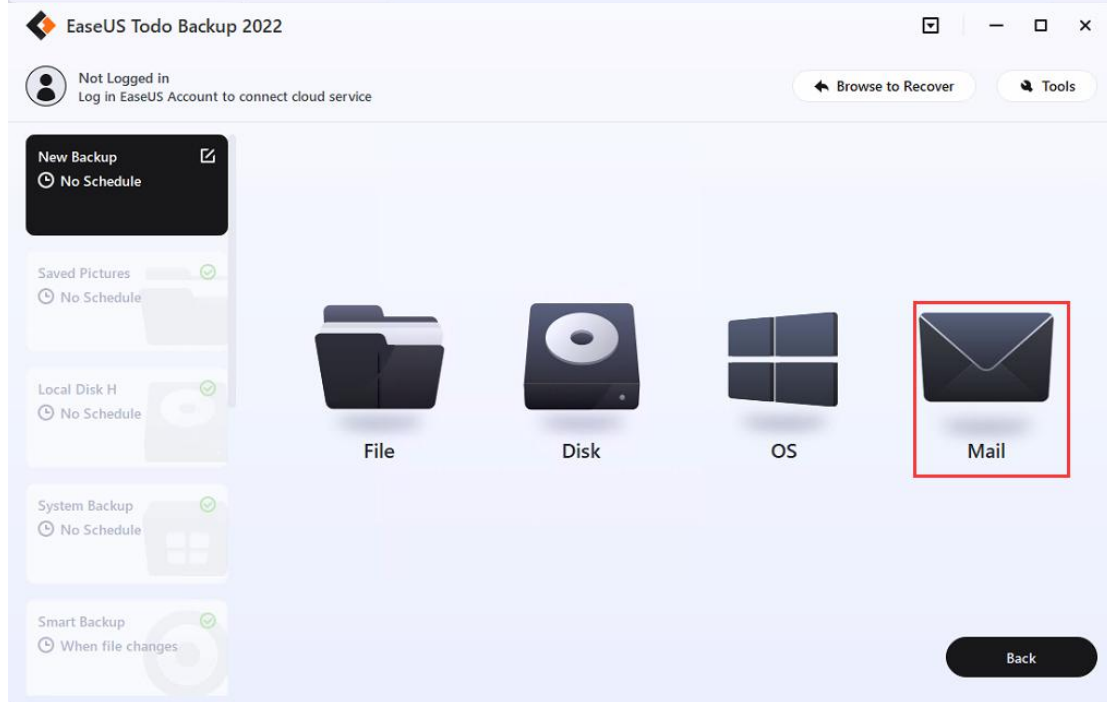 EaseUS Todo Backup 2022
Not Logged in
Log in EaseUS Account to connect cloud service
Browse to Recover
Tools
New Backup
No Schedule
Saved Pictures
No Schedule
Local Disk H
No Schedule
System Backup
No Schedule
Smart Backup
When file changes
File
Disk
OS
Mail
Back